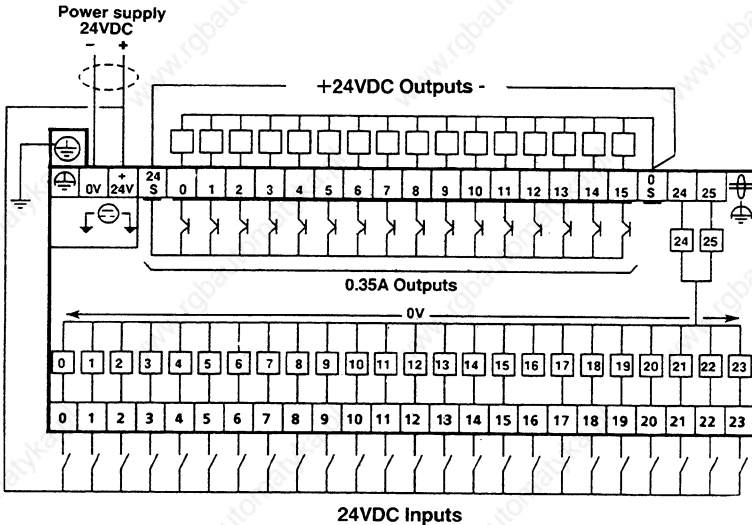 Power supply
24VDC
- +
+24VDC Outputs -
0V + 24V 24 S 0 1 2 3 4 5 6 7 8 9 10 11 12 13 14 15 0 S 24 25
24 25
0.35A Outputs
0V
0 1 2 3 4 5 6 7 8 9 10 11 12 13 14 15 16 17 18 19 20 21 22 23
0 1 2 3 4 5 6 7 8 9 10 11 12 13 14 15 16 17 18 19 20 21 22 23
24VDC Inputs